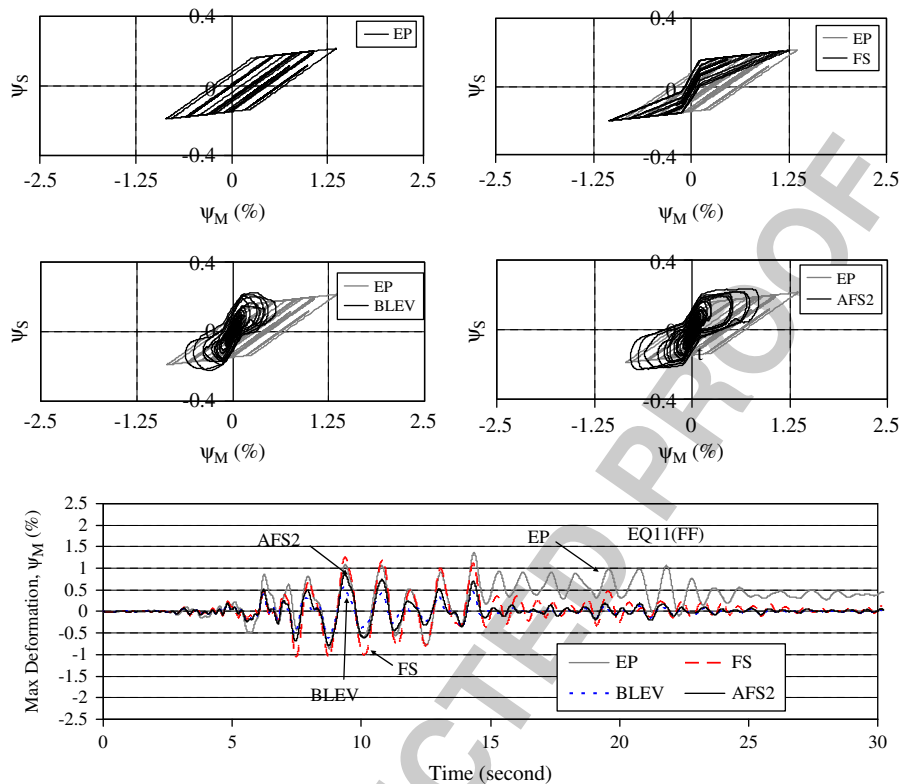 0.4
0.4
EP
EP
FS
ψS
0
ψS
0
-0.4
-0.4
-2.5 -1.25 0 1.25 2.5
-2.5 -1.25 0 1.25 2.5
ψM (%)
ψM (%)
0.4
0.4
EP
BLEV
EP
AFS2
ψS
0
ψS
0
t
-0.4
-0.4
-2.5 -1.25 0 1.25 2.5
-2.5 -1.25 0 1.25 2.5
ψM (%)
ψM (%)
Max Deformation, ψM (%)
2.5
2
1.5
1
0.5
0
-0.5
-1
-1.5
-2
-2.5
AFS2
EP
EQ11(FF)
BLEV
FS
EP
FS
BLEV
AFS2
0 5 10 15 20 25 30
Time (second)
CTED PROOF